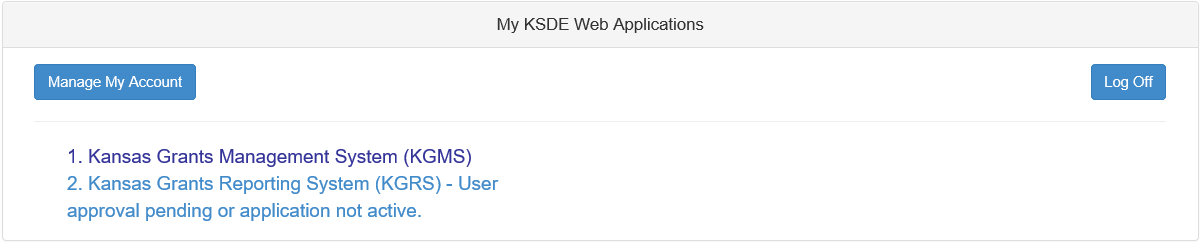 My KSDE Web Applications
Manage My Account
Log Off
1. Kansas Grants Management System (KGMS)
2. Kansas Grants Reporting System (KGRS) - User
approval pending or application not active.